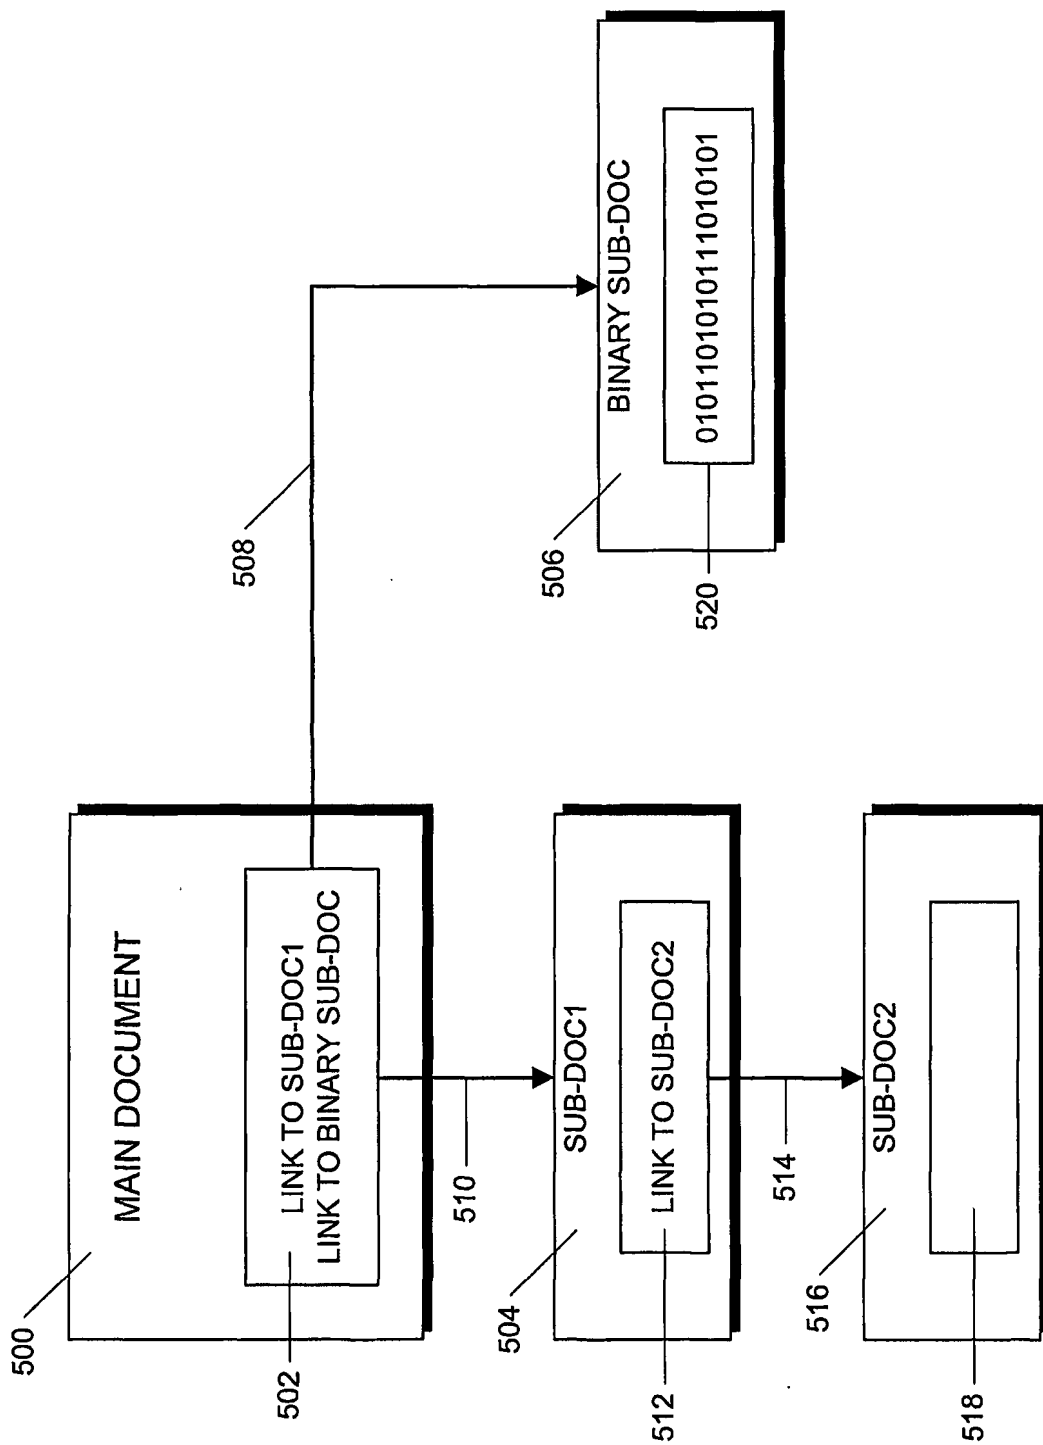 MAIN DOCUMENT
500
LINK TO SUB-DOC1
LINK TO BINARY SUB-DOC
502
508
510
SUB-DOC1
504
LINK TO SUB-DOC2
512
514
SUB-DOC2
516
518
BINARY SUB-DOC
506
01011010101110101
520